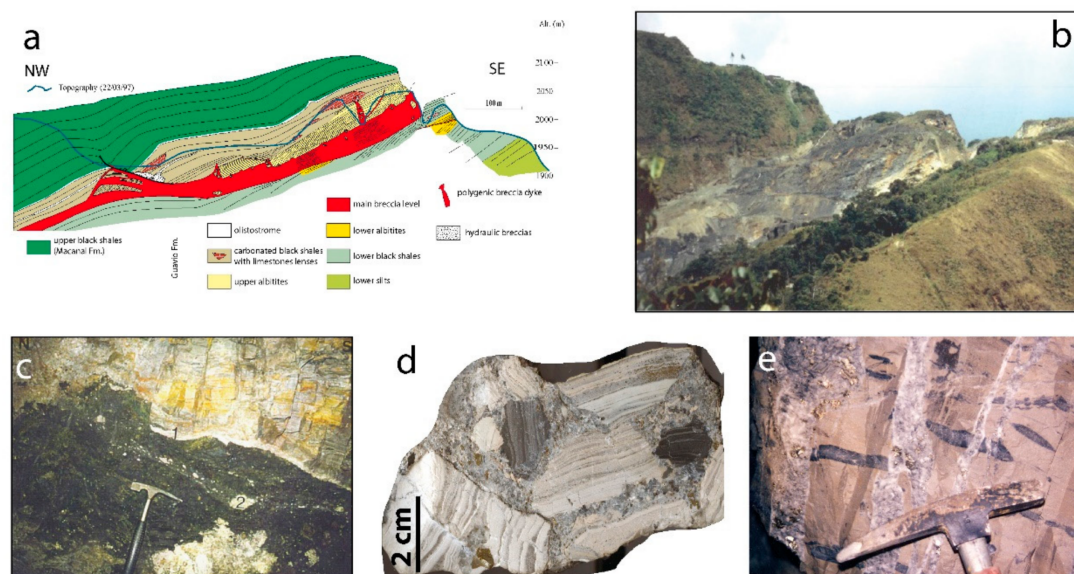 a
NW
Topography (22/03/97)
SE
Alt. (m)
2100
100 m
2050
2000
1950
1900
upper black shales
(Macanal Fm.)
Guavio Fm.
olistostrome
carbonated black shales
with limestones lenses
upper albitites
main breccia level
lower albitites
lower black shales
lower silts
polygenic breccia dyke
hydraulic breccias
b
c
N
S
1
2
d
2 cm
e